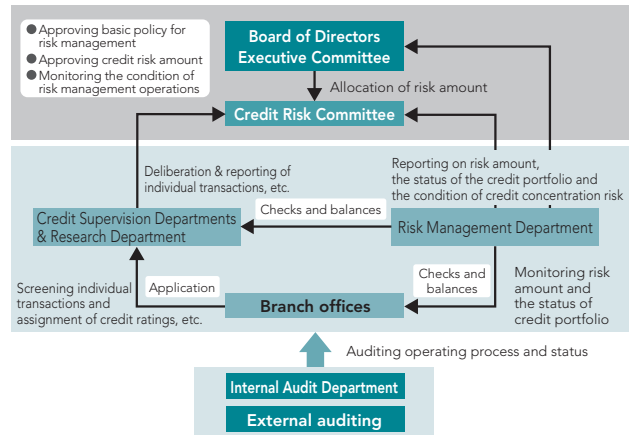 ● Approving basic policy for
risk management
● Approving credit risk amount
● Monitoring the condition of
risk management operations
Board of Directors
Executive Committee
Allocation of risk amount
Credit Risk Committee
Deliberation & reporting of
individual transactions, etc.
Reporting on risk amount,
the status of the credit portfolio and
the condition of credit concentration risk
Credit Supervision Departments
& Research Department
Checks and balances
Risk Management Department
Screening individual
transactions and
assignment of credit ratings, etc.
Application
Branch offices
Checks and
balances
Monitoring risk
amount and
the status of
credit portfolio
Auditing operating process and status
Internal Audit Department
External auditing